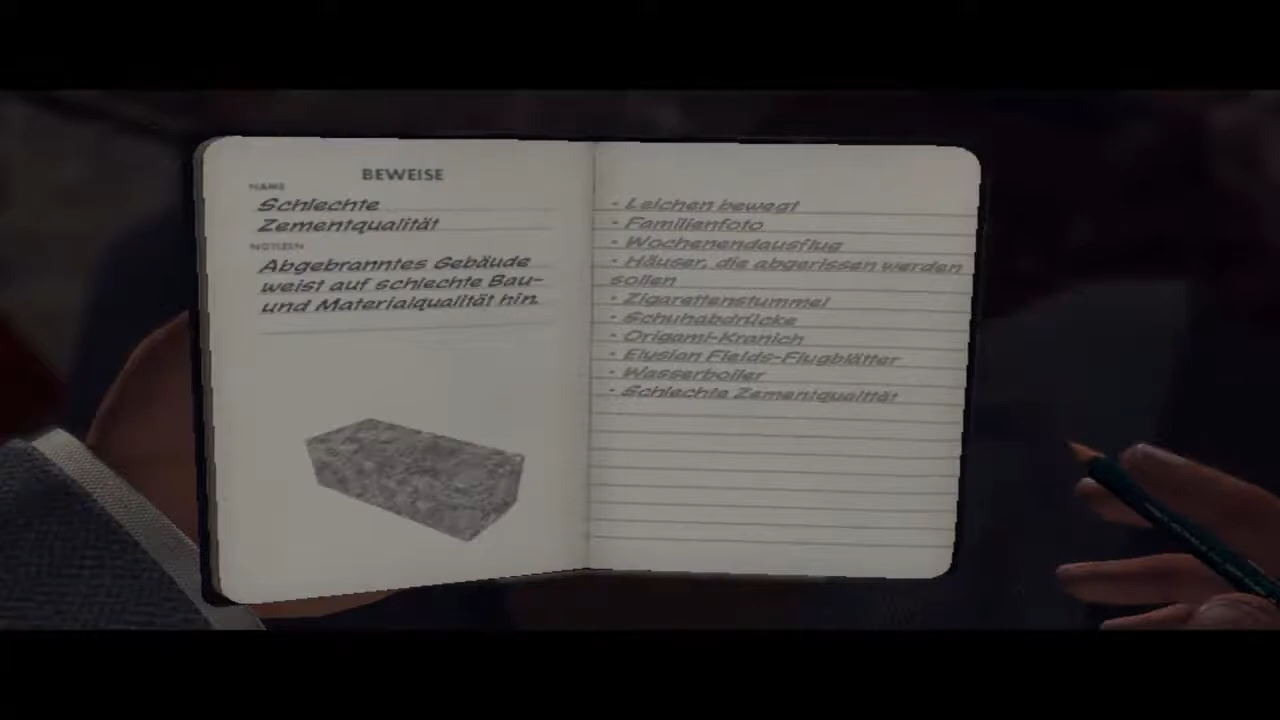 BEWEISE
NAME
Schlechte
Zementqualität
NOTIZEN
Abgebranntes Gebäude
weist auf schlechte Bau-
und Materialqualität hin.
- Leichen bewegt
- Familienfoto
- Wochenendausflug
- Häuser, die abgerissen werden
sollen
- Zigarettenstummel
- Schuhabdrücke
- Origami-Kranich
- Elysian Fields-Flugblätter
- Wasserboiler
- Schlechte Zementqualität